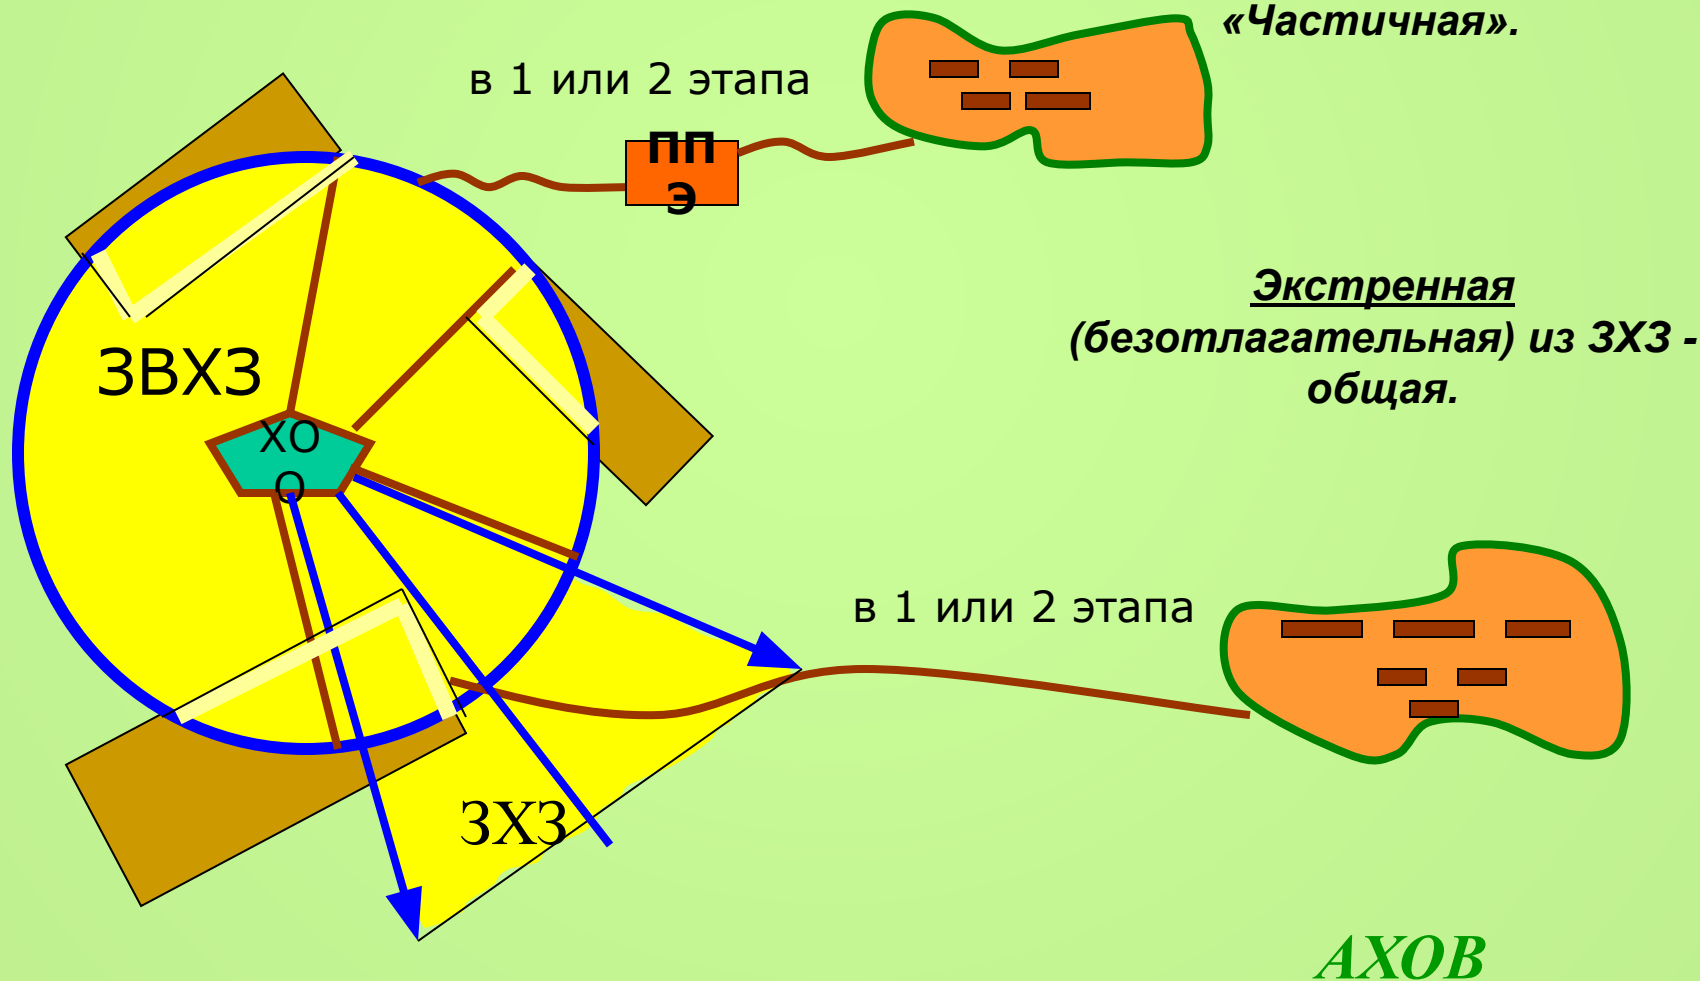 «Частичная».
в 1 или 2 этапа
ПП
Э
Экстренная
(безотлагательная) из ЗХЗ -
общая.
ЗВХЗ
ХО
О
в 1 или 2 этапа
ЗХЗ
АХОВ